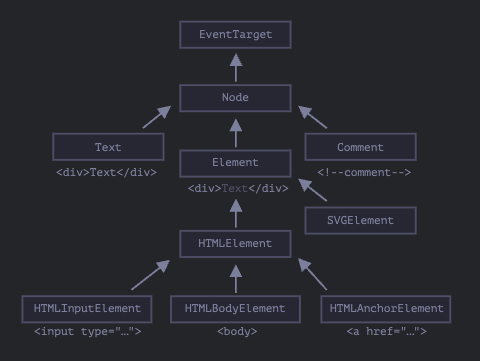 EventTarget
Node
Text
<div>Text</div>
Element
<div>Text</div>
Comment
<!--comment-->
SVGElement
HTMLElement
HTMLInputElement
<input type="…">
HTMLBodyElement
<body>
HTMLAnchorElement
<a href="…">